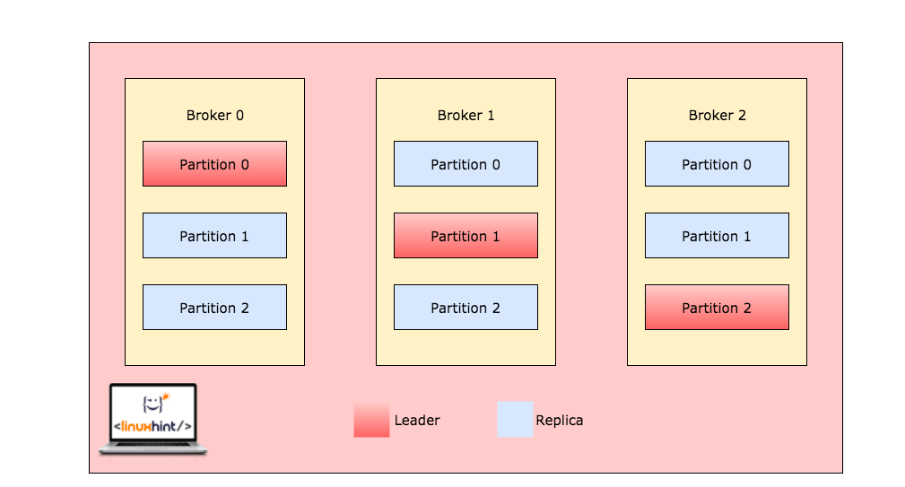 Broker 0
Broker 1
Broker 2
Partition 0
Partition 0
Partition 0
Partition 1
Partition 1
Partition 1
Partition 2
Partition 2
Partition 2
<linuxhint/>
Leader
Replica